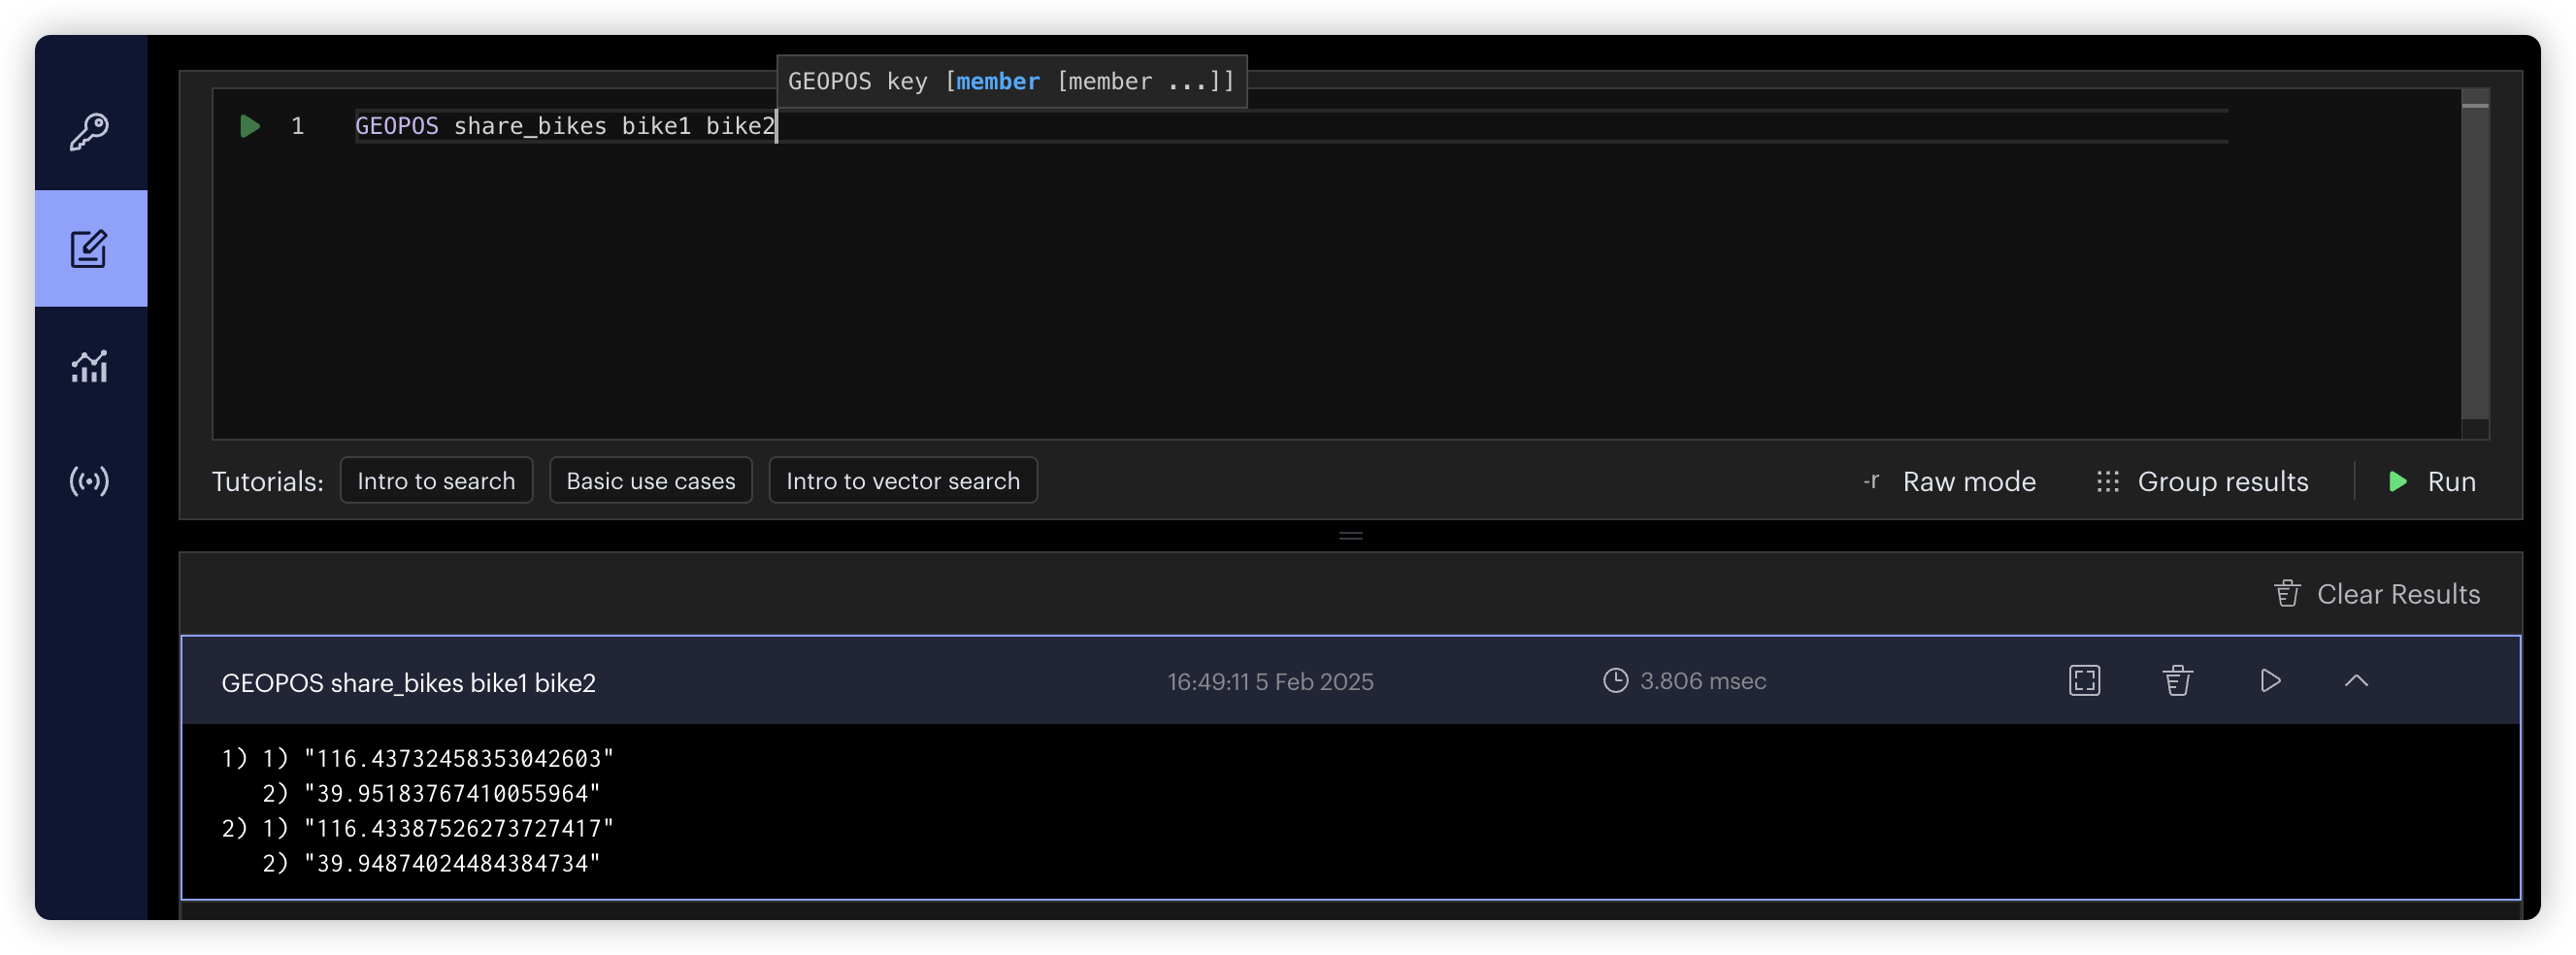 GEOPOS key [member [member ...]]
1 GEOPOS share_bikes bike1 bike2
Tutorials: Intro to search Basic use cases Intro to vector search -r Raw mode Group results Run
Clear Results
GEOPOS share_bikes bike1 bike2 16:49:11 5 Feb 2025 3.806 msec
1) 1) "116.43732458353042603"
2) "39.95183767410055964"
2) 1) "116.43387526273727417"
2) "39.94874024484384734"